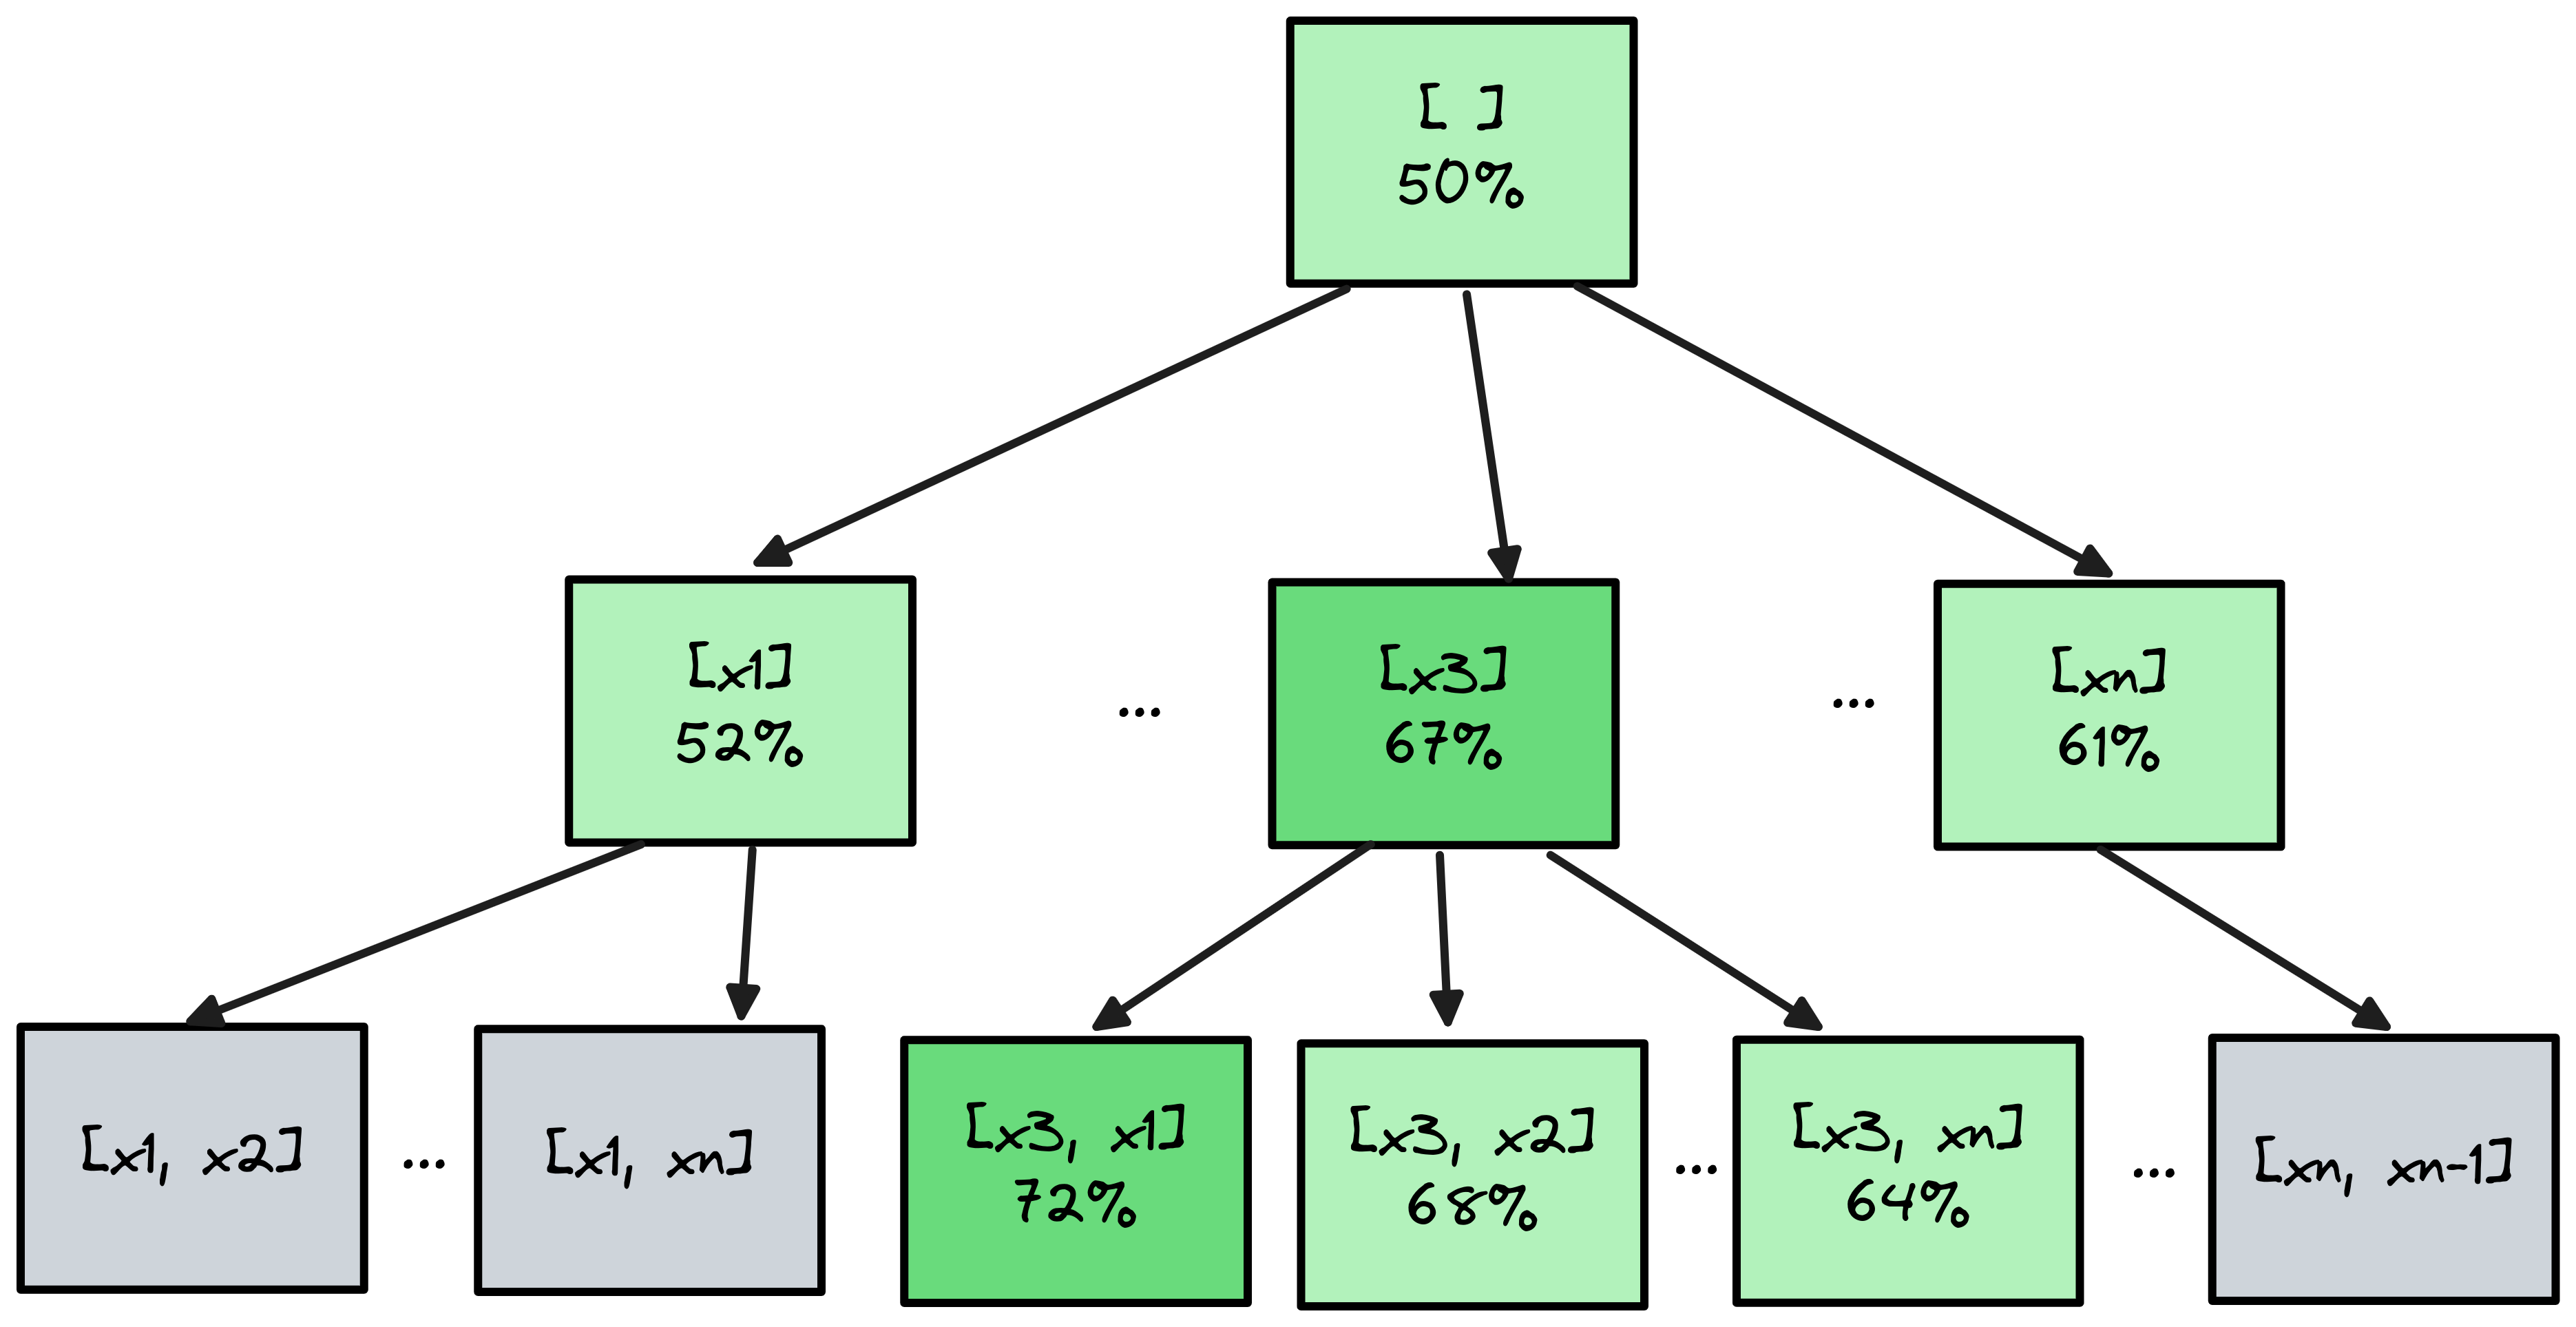 [ ]
50%
[x1]
52%
...
[x3]
67%
...
[xn]
61%
[x1, x2]
...
[x1, xn]
[x3, x1]
72%
[x3, x2]
68%
...
[x3, xn]
64%
...
[xn, xn-1]